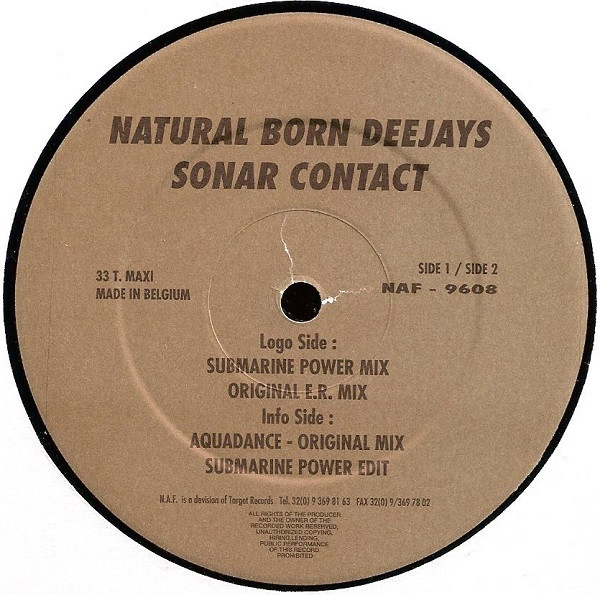 NATURAL BORN DEEJAYS
SONAR CONTACT
33 T. MAXI
MADE IN BELGIUM
SIDE 1 / SIDE 2
NAF - 9608
Logo Side :
SUBMARINE POWER MIX
ORIGINAL E.R. MIX
Info Side :
AQUADANCE - ORIGINAL MIX
SUBMARINE POWER EDIT
N.A.F. is a devision of Target Records Tel. 32(0) 9 369 81 63 FAX 32(0) 9/369 78 02
ALL RIGHTS OF THE PRODUCER
AND THE OWNER OF THE
RECORDED WORK RESERVED,
UNAUTHORIZED COPYING,
HIRING, LENDING,
PUBLIC PERFORMANCE
OF THIS RECORD
PROHIBITED